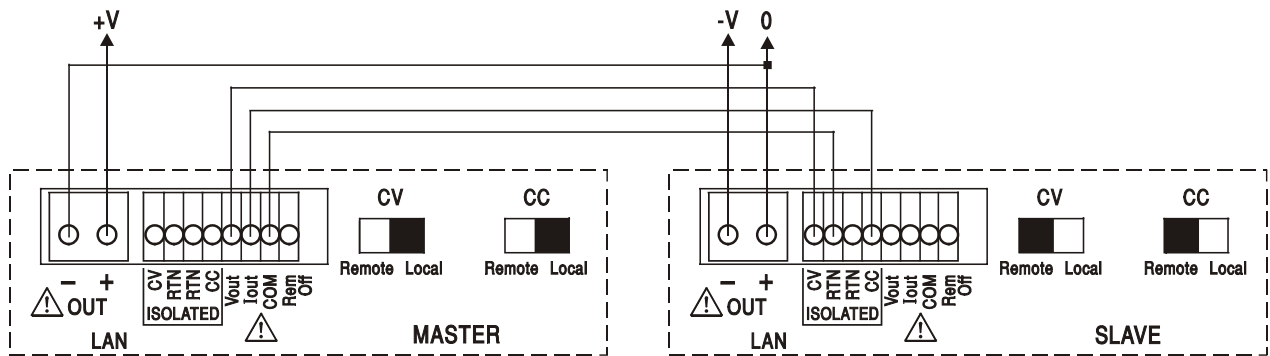 +V
-V 0
CV CC
Remote Local Remote Local
- +
OUT
CV RTN RTN CC Vout Iout COM Rem Off
ISOLATED
LAN
MASTER
CV CC
Remote Local Remote Local
- +
OUT
CV RTN RTN CC Vout Iout COM Rem Off
ISOLATED
LAN
SLAVE